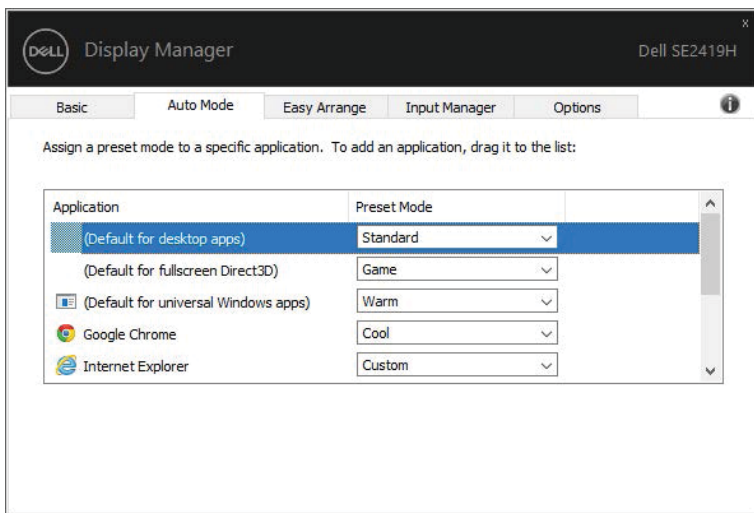 DELL Display Manager
Dell SE2419H
x
Basic Auto Mode Easy Arrange Input Manager Options
Assign a preset mode to a specific application. To add an application, drag it to the list:
Application Preset Mode
(Default for desktop apps) Standard
(Default for fullscreen Direct3D) Game
(Default for universal Windows apps) Warm
Google Chrome Cool
Internet Explorer Custom